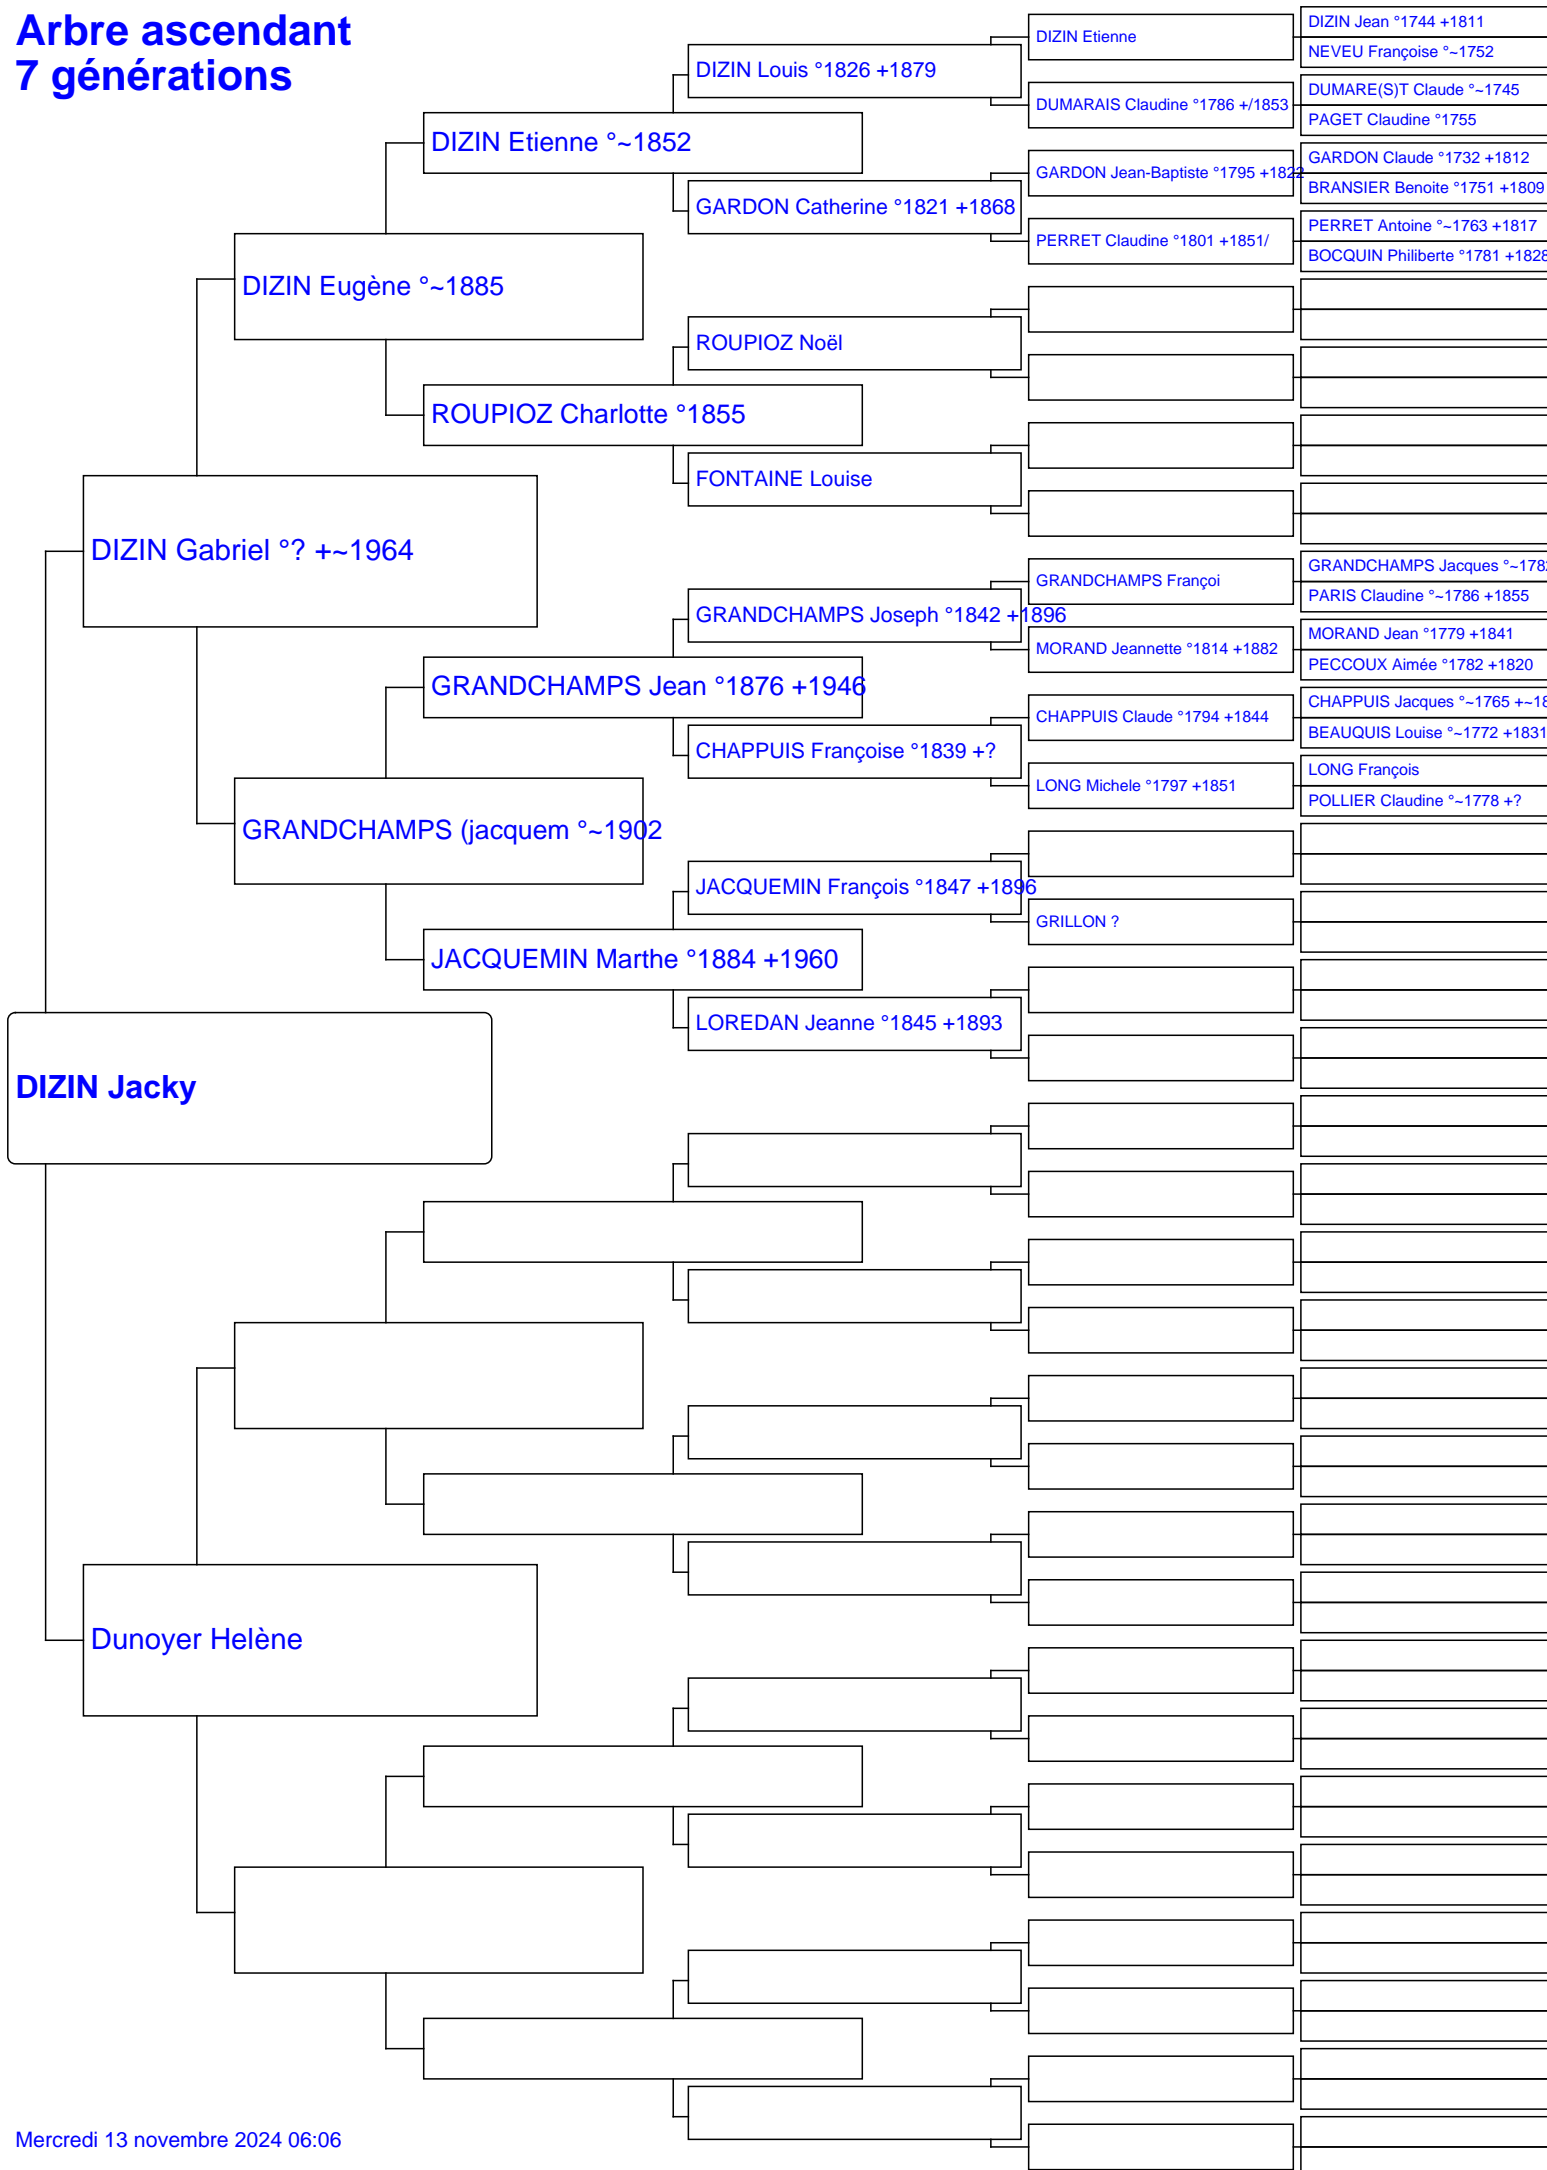 Arbre ascendant
7 générations
DIZIN Jacky
DIZIN Gabriel °? +~1964
Dunoyer Helène
DIZIN Eugène °~1885
GRANDCHAMPS (jacquem °~1902
DIZIN Etienne °~1852
ROUPIOZ Charlotte °1855
GRANDCHAMPS Jean °1876 +1946
JACQUEMIN Marthe °1884 +1960
DIZIN Louis °1826 +1879
GARDON Catherine °1821 +1868
ROUPIOZ Noël
FONTAINE Louise
GRANDCHAMPS Joseph °1842 +1896
CHAPPUIS Françoise °1839 +?
JACQUEMIN François °1847 +1896
LOREDAN Jeanne °1845 +1893
DIZIN Etienne
DUMARAIS Claudine °1786 +/1853
GARDON Jean-Baptiste °1795 +1822
PERRET Claudine °1801 +1851/
GRANDCHAMPS Françoi
MORAND Jeannette °1814 +1882
CHAPPUIS Claude °1794 +1844
LONG Michele °1797 +1851
GRILLON ?
DIZIN Jean °1744 +1811
NEVEU Françoise °~1752
DUMARE(S)T Claude °~1745
PAGET Claudine °1755
GARDON Claude °1732 +1812
BRANSIER Benoite °1751 +1809
PERRET Antoine °~1763 +1817
BOCQUIN Philiberte °1781 +1828
GRANDCHAMPS Jacques °~178
PARIS Claudine °~1786 +1855
MORAND Jean °1779 +1841
PECCOUX Aimée °1782 +1820
CHAPPUIS Jacques °~1765 +~18
BEAUQUIS Louise °~1772 +1831
LONG François
POLLIER Claudine °~1778 +?
Mercredi 13 novembre 2024 06:06